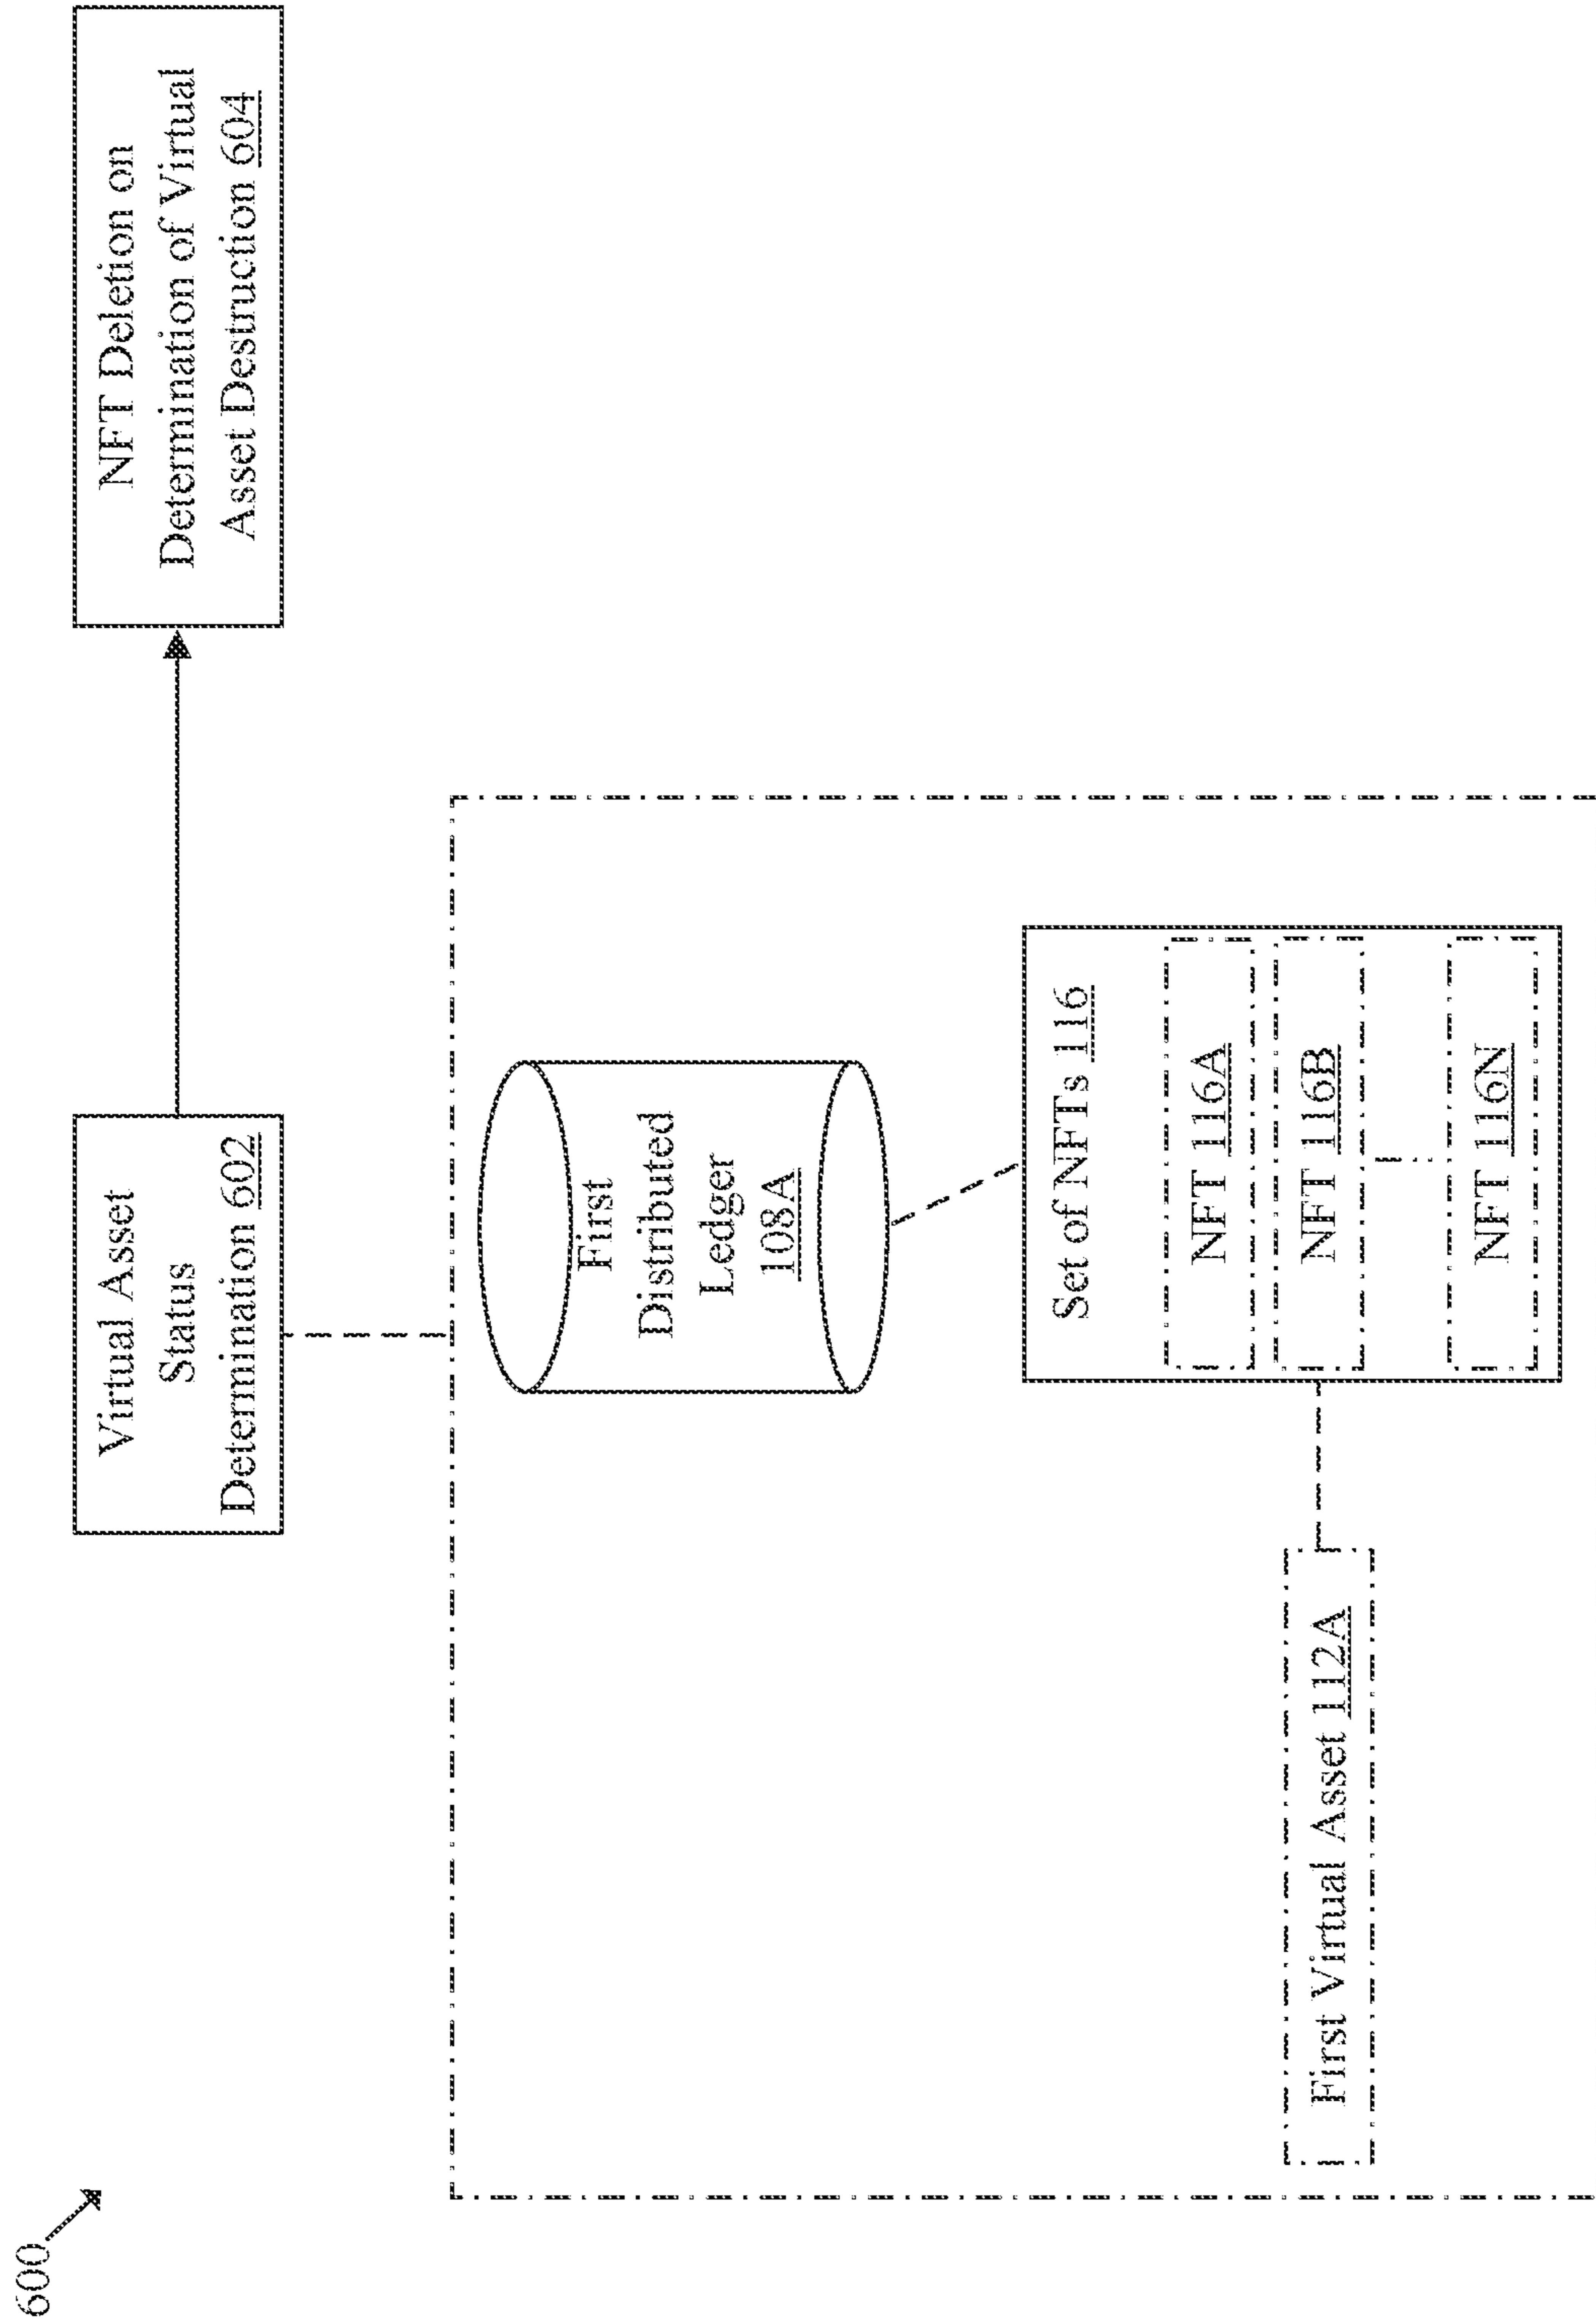 600
Virtual Asset
Status
Determination 602
NFT Deletion on
Determination of Virtual
Asset Destruction 604
First
Distributed
Ledger
108A
Set of NFTs 116
NFT 116A
NFT 116B
NFT 116N
First Virtual Asset 112A